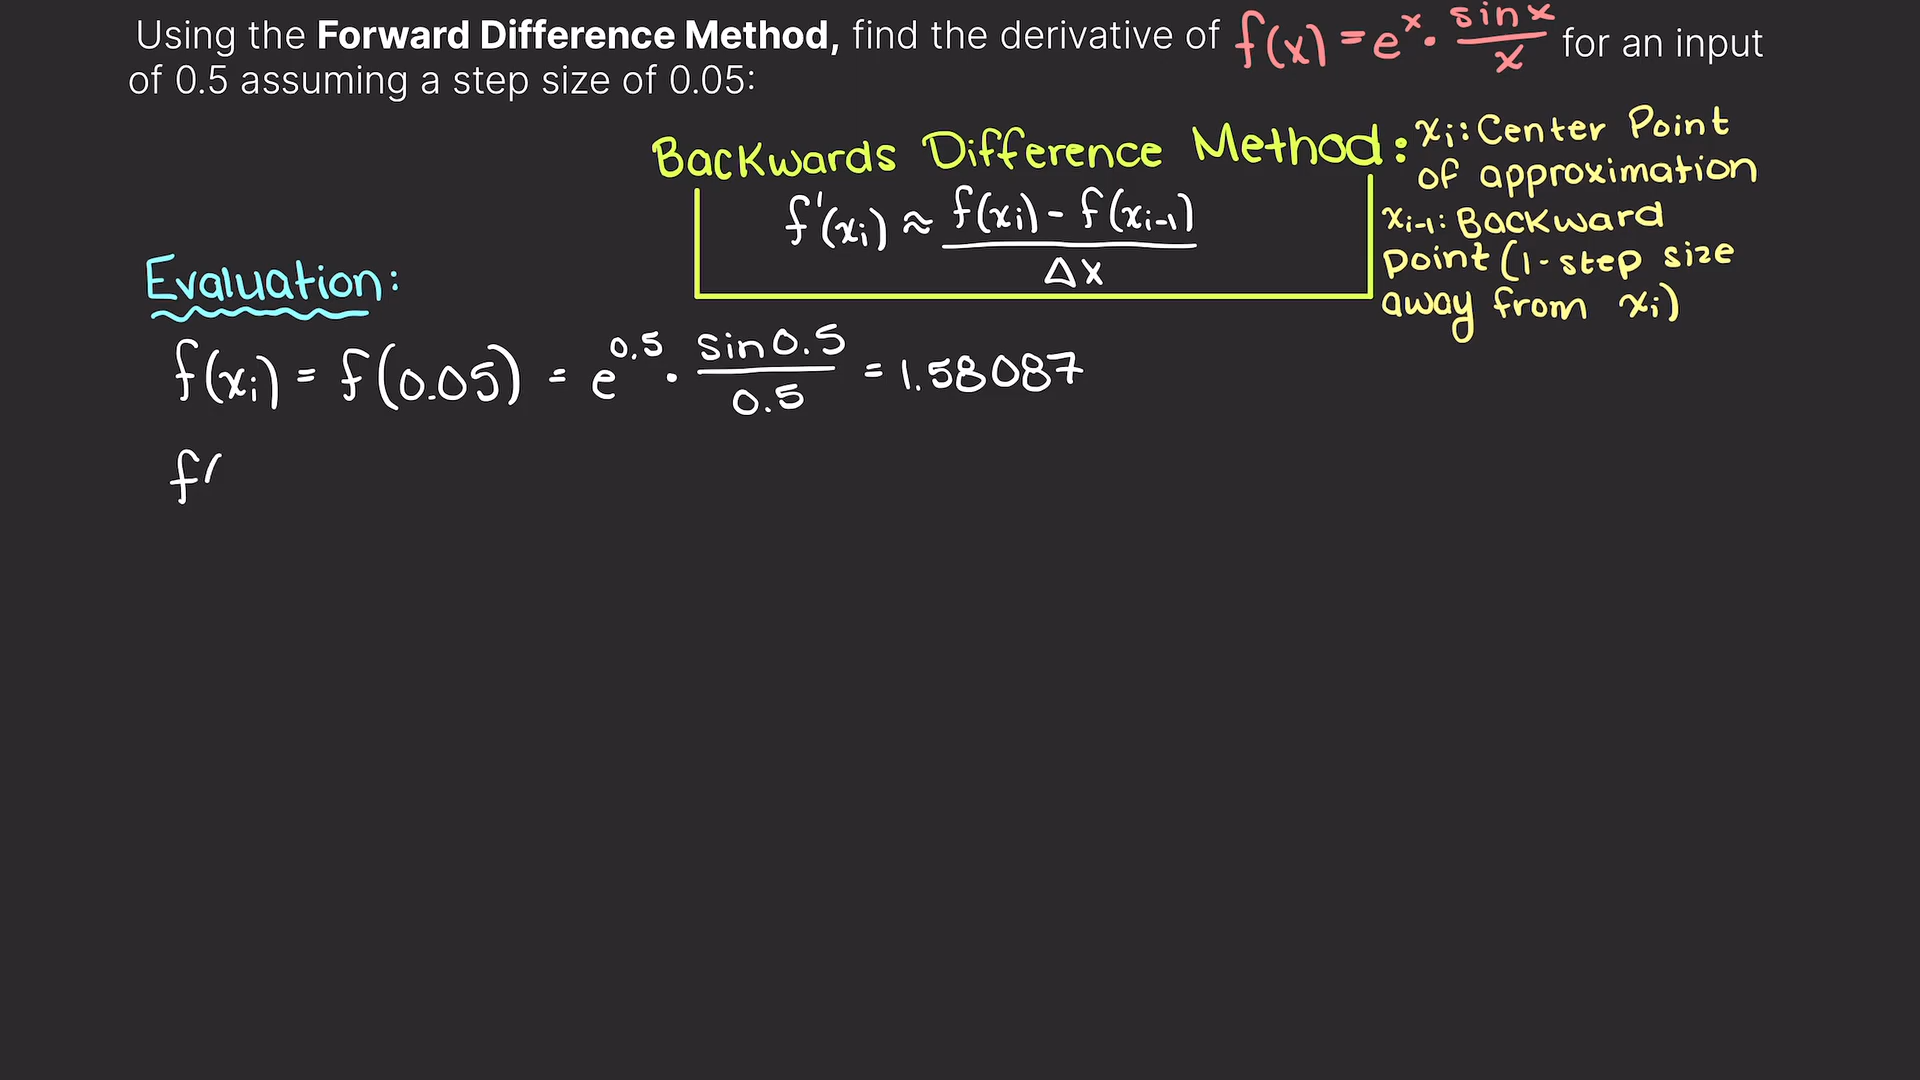 Using the Forward Difference Method, find the derivative of f(x) = e^x · sin x / x for an input
of 0.5 assuming a step size of 0.05:
Backwards Difference Method:
f'(xi) ≈ f(xi) - f(xi-1) / Δx
xi: Center Point
of approximation
xi-1: Backward
Point (1-step size
away from xi)
Evaluation:
f(xi) = f(0.05) = e^0.5 · sin 0.5 / 0.5 = 1.58087
f(